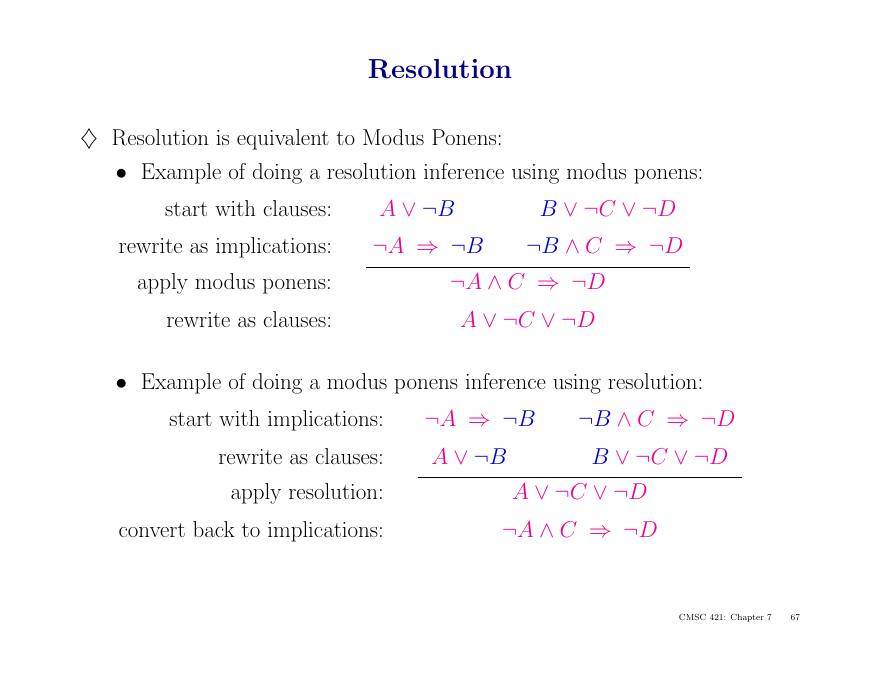 Resolution
♢ Resolution is equivalent to Modus Ponens:
• Example of doing a resolution inference using modus ponens:
start with clauses: A ∨ ¬B B ∨ ¬C ∨ ¬D
rewrite as implications: ¬A ⇒ ¬B ¬B ∧ C ⇒ ¬D
apply modus ponens: ¬A ∧ C ⇒ ¬D
rewrite as clauses: A ∨ ¬C ∨ ¬D
• Example of doing a modus ponens inference using resolution:
start with implications: ¬A ⇒ ¬B ¬B ∧ C ⇒ ¬D
rewrite as clauses: A ∨ ¬B B ∨ ¬C ∨ ¬D
apply resolution: A ∨ ¬C ∨ ¬D
convert back to implications: ¬A ∧ C ⇒ ¬D
CMSC 421: Chapter 7 67